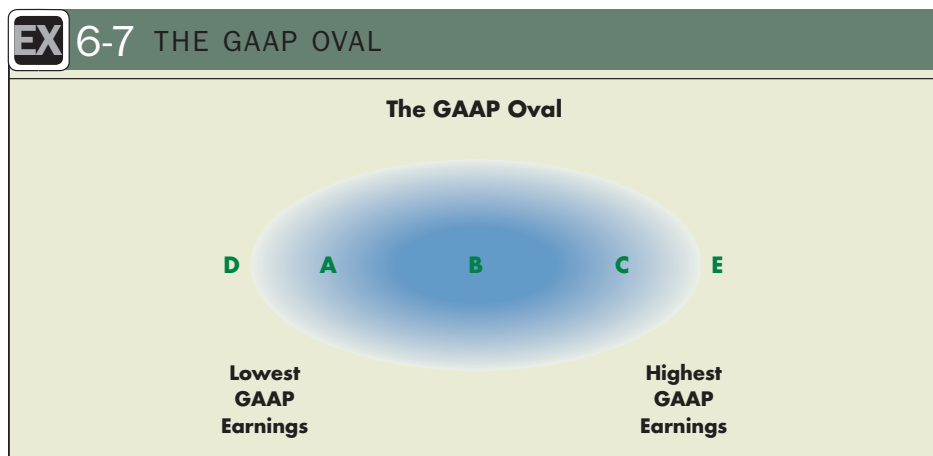 EX 6-7 THE GAAP OVAL
The GAAP Oval
D A B C E
Lowest Highest
GAAP GAAP
Earnings Earnings